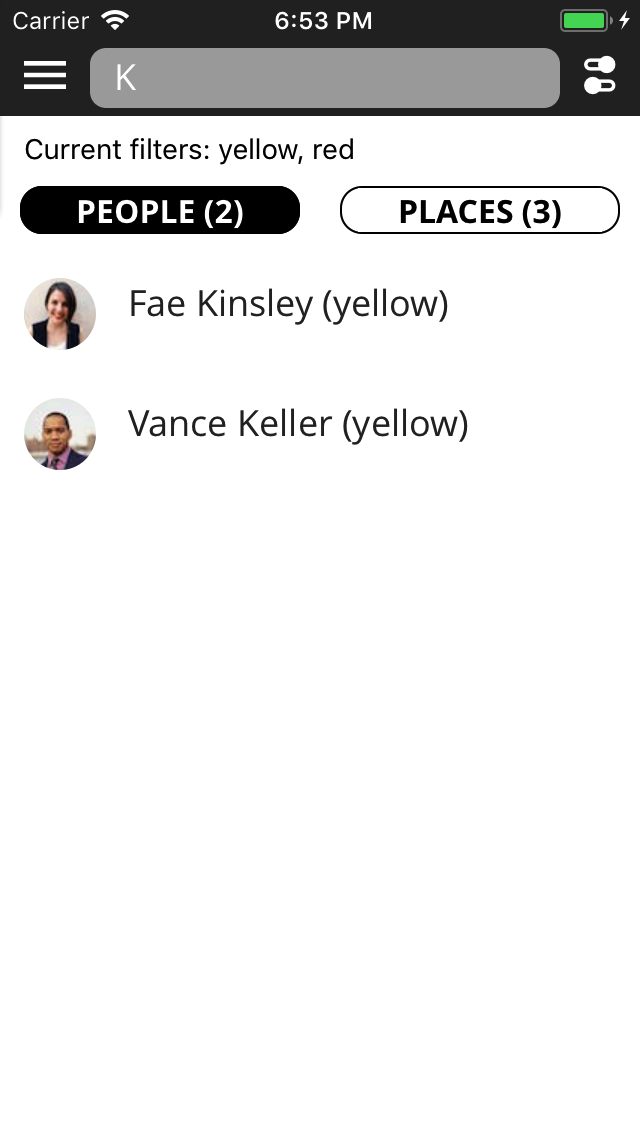 Carrier 6:53 PM
K
Current filters: yellow, red
PEOPLE (2) PLACES (3)
Fae Kinsley (yellow)
Vance Keller (yellow)